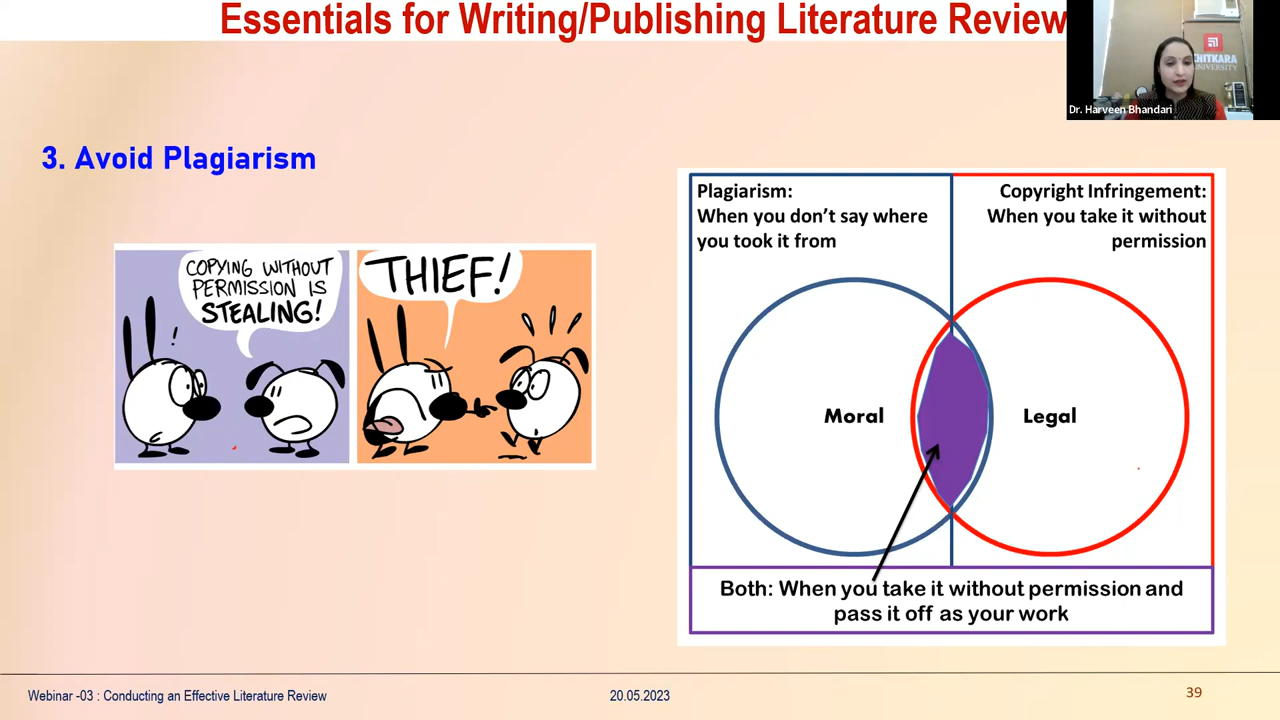 Essentials for Writing/Publishing Literature Review
CHITKARA
UNIVERSITY
Dr. Harveen Bhandari
3. Avoid Plagiarism
COPYING WITHOUT
PERMISSION IS
STEALING!
!
THIEF!
Plagiarism:
When you don't say where
you took it from
Copyright Infringement:
When you take it without
permission
Moral
Legal
Both: When you take it without permission and
pass it off as your work
Webinar -03 : Conducting an Effective Literature Review
20.05.2023
39